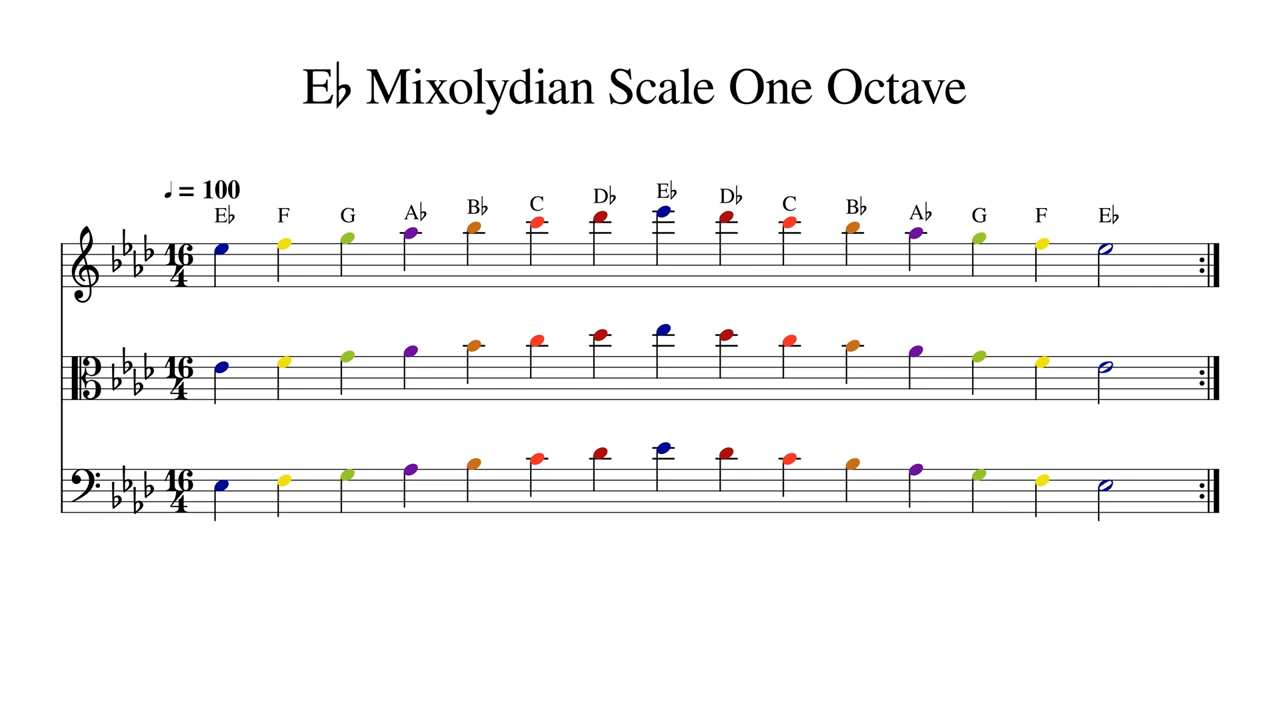 E♭ Mixolydian Scale One Octave
♩ = 100
E♭ F G A♭ B♭ C D♭ E♭ D♭ C B♭ A♭ G F E♭
16
4
16
4
16
4